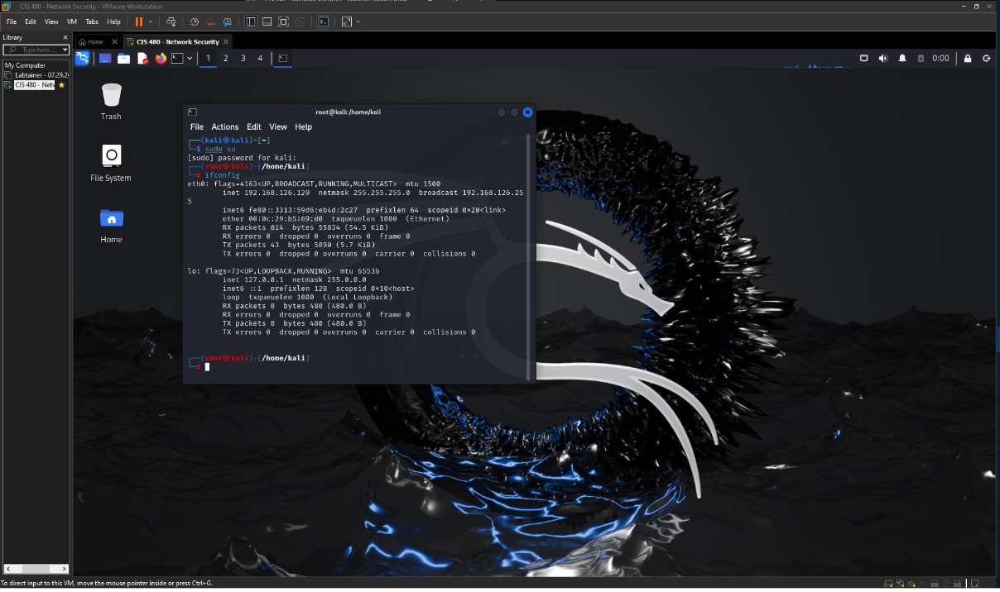 CIS 480 - Network Security - VMware Workstation
File Edit View VM Tabs Help
Library
Type here ...
My Computer
Labtainer - 07.29.24
CIS 480 - Netw
Home
CIS 480 - Network Security
1 2 3 4
0:00
Trash
File System
Home
root@kali: /home/kali
File Actions Edit View Help
┌──(kali㉿kali)-[~]
└─$ sudo su
[sudo] password for kali:
┌──(root㉿kali)-[/home/kali]
└─# ifconfig
eth0: flags=4163<UP,BROADCAST,RUNNING,MULTICAST> mtu 1500
inet 192.168.126.129 netmask 255.255.255.0 broadcast 192.168.126.25
5
inet6 fe80::3313:59d6:eb4d:2c27 prefixlen 64 scopeid 0×20<link>
ether 00:0c:29:b5:69:d0 txqueuelen 1000 (Ethernet)
RX packets 814 bytes 55834 (54.5 KiB)
RX errors 0 dropped 0 overruns 0 frame 0
TX packets 43 bytes 5890 (5.7 KiB)
TX errors 0 dropped 0 overruns 0 carrier 0 collisions 0
lo: flags=73<UP,LOOPBACK,RUNNING> mtu 65536
inet 127.0.0.1 netmask 255.0.0.0
inet6 ::1 prefixlen 128 scopeid 0×10<host>
loop txqueuelen 1000 (Local Loopback)
RX packets 8 bytes 480 (480.0 B)
RX errors 0 dropped 0 overruns 0 frame 0
TX packets 8 bytes 480 (480.0 B)
TX errors 0 dropped 0 overruns 0 carrier 0 collisions 0
┌──(root㉿kali)-[/home/kali]
└─#
To direct input to this VM, move the mouse pointer inside or press Ctrl+G.